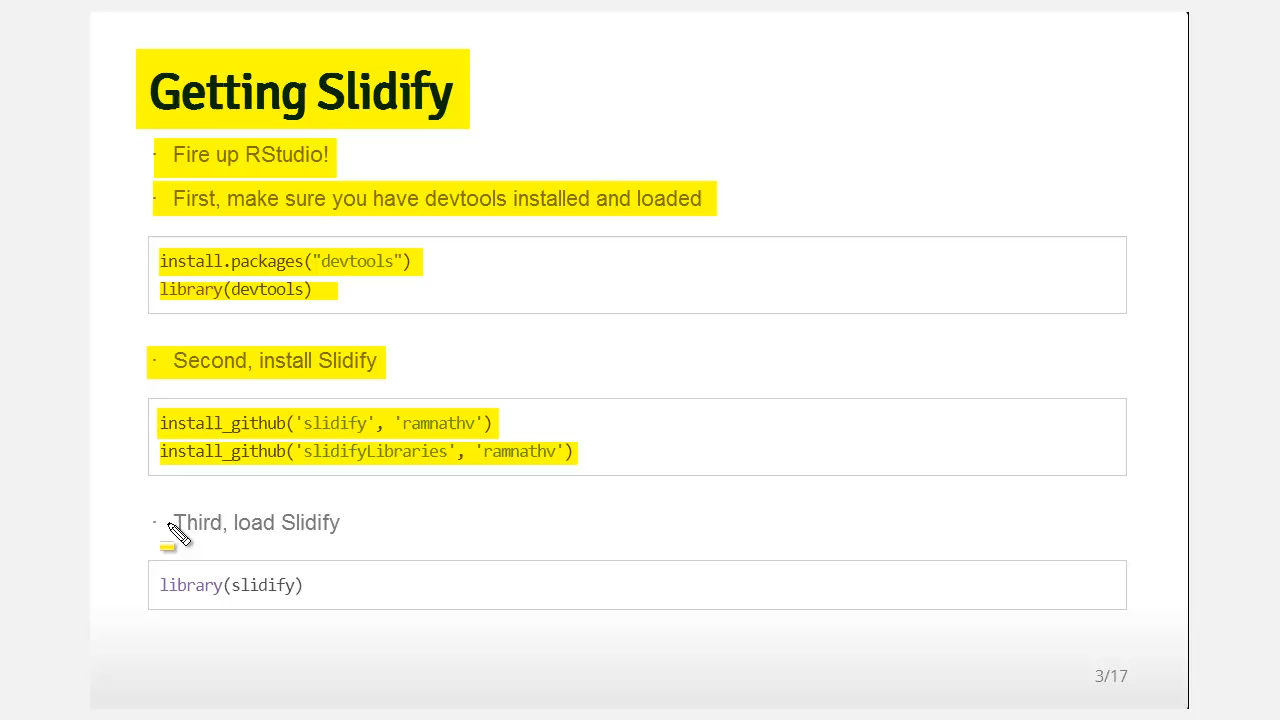 Getting Slidify
· Fire up RStudio!
· First, make sure you have devtools installed and loaded
install.packages("devtools")
library(devtools)
· Second, install Slidify
install_github('slidify', 'ramnathv')
install_github('slidifyLibraries', 'ramnathv')
· Third, load Slidify
library(slidify)
3/17